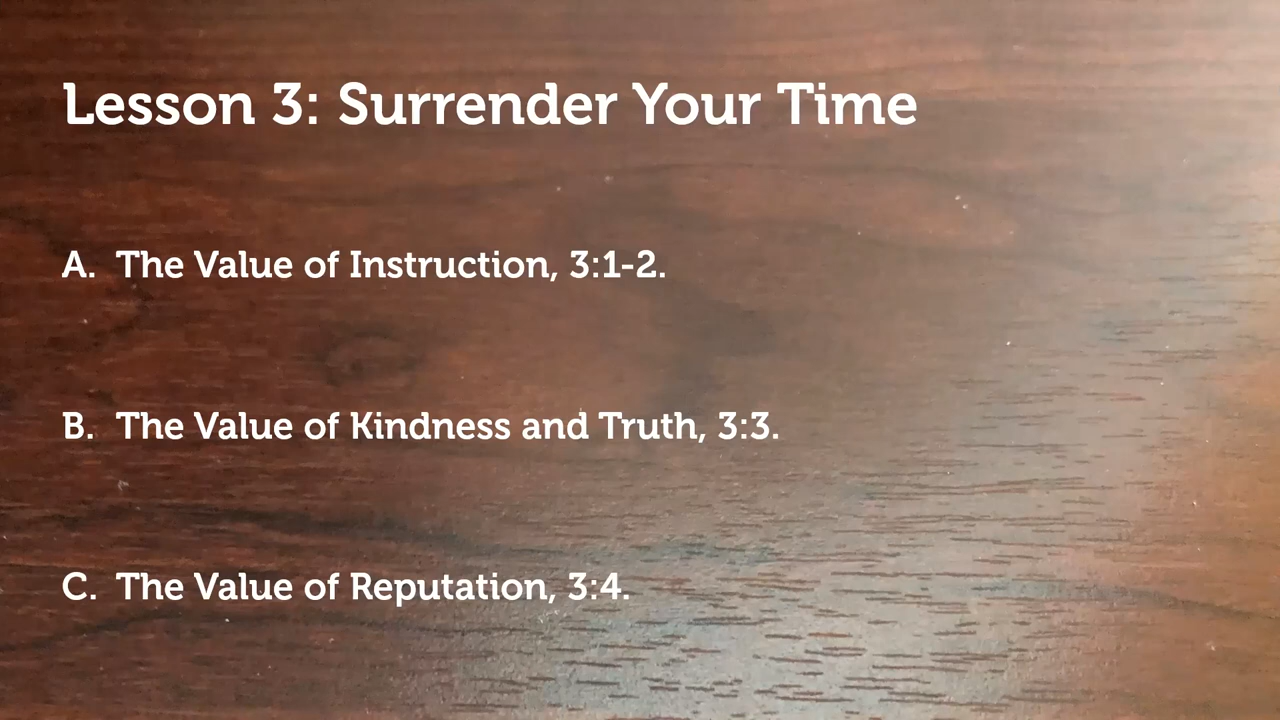 Lesson 3: Surrender Your Time
A. The Value of Instruction, 3:1-2.
B. The Value of Kindness and Truth, 3:3.
C. The Value of Reputation, 3:4.